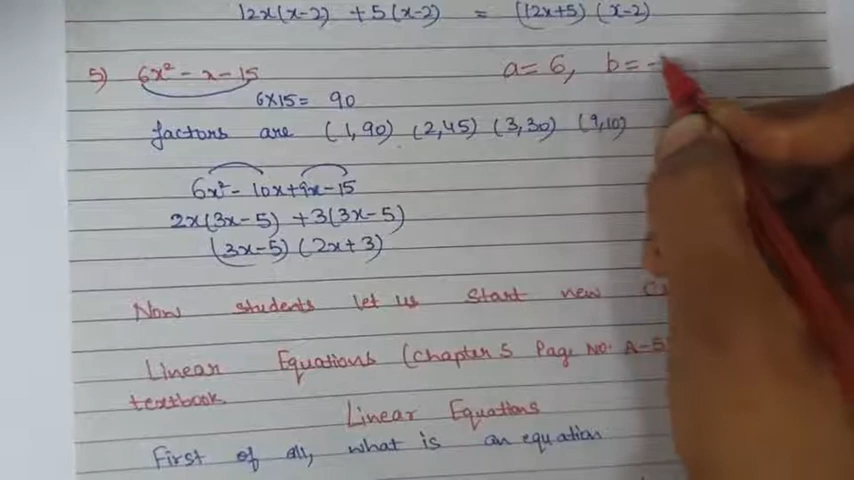 12x(x-2) +5(x-2) = (12x+5) (x-2)
5) 6x² - x - 15 a= 6, b= -
6x15= 90
factors are (1,90) (2,45) (3,30) (9,10)
6x² - 10x+9x-15
2x(3x-5) +3(3x-5)
(3x-5) (2x+3)
Now students let us start new
Linear Equations (chapter 5 Page No. A-5
textbook.
Linear Equations
First of all, what is an equation